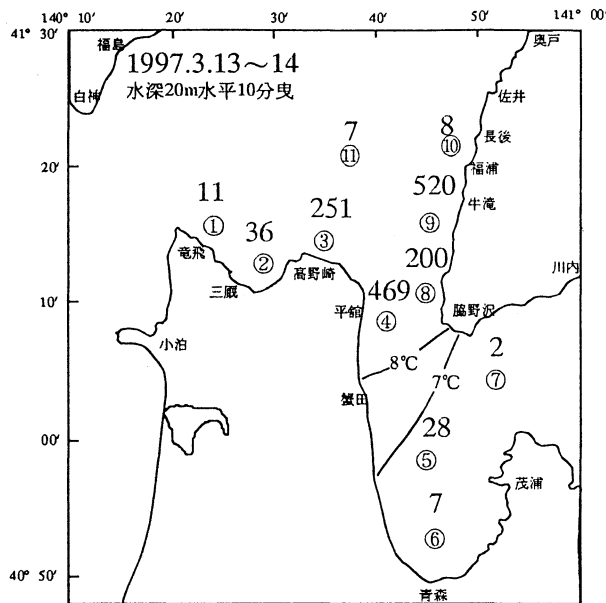 140° 10′ 20′ 30′ 40′ 50′ 141° 00
41° 30′
福島
奥戸
1997.3.13～14
水深20m水平10分曳
白神
佐井
7
⑪
8
⑩
長後
20′
福浦
11
①
520
⑨
牛滝
251
③
36
②
200
⑧
竜飛
高野崎
三厩
川内
469
④
10′
平舘
脇野沢
小泊
8℃
2
⑦
7℃
蟹田
00′
28
⑤
茂浦
7
⑥
40° 50′
青森